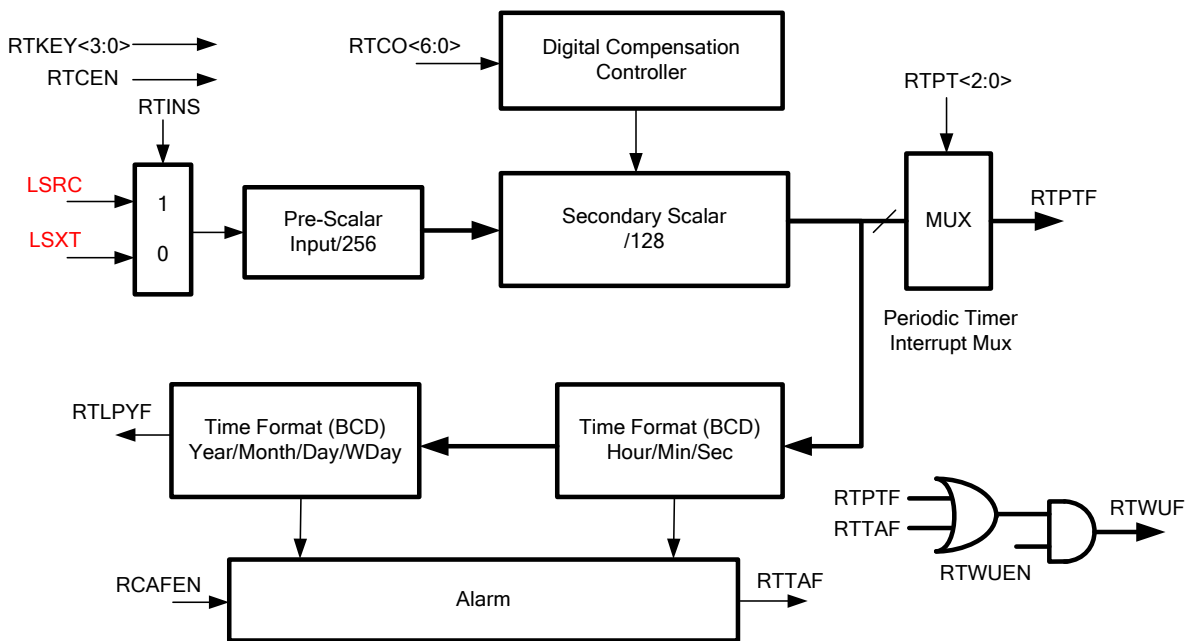 RTKEY<3:0>
RTCEN
RTINS
LSRC
LSXT
1
0
Pre-Scalar
Input/256
RTCO<6:0>
Digital Compensation
Controller
Secondary Scalar
/128
RTPT<2:0>
MUX
RTPTF
Periodic Timer
Interrupt Mux
RTLPYF
Time Format (BCD)
Year/Month/Day/WDay
Time Format (BCD)
Hour/Min/Sec
RCAFEN
Alarm
RTTAF
RTPTF
RTTAF
RTWUEN
RTWUF